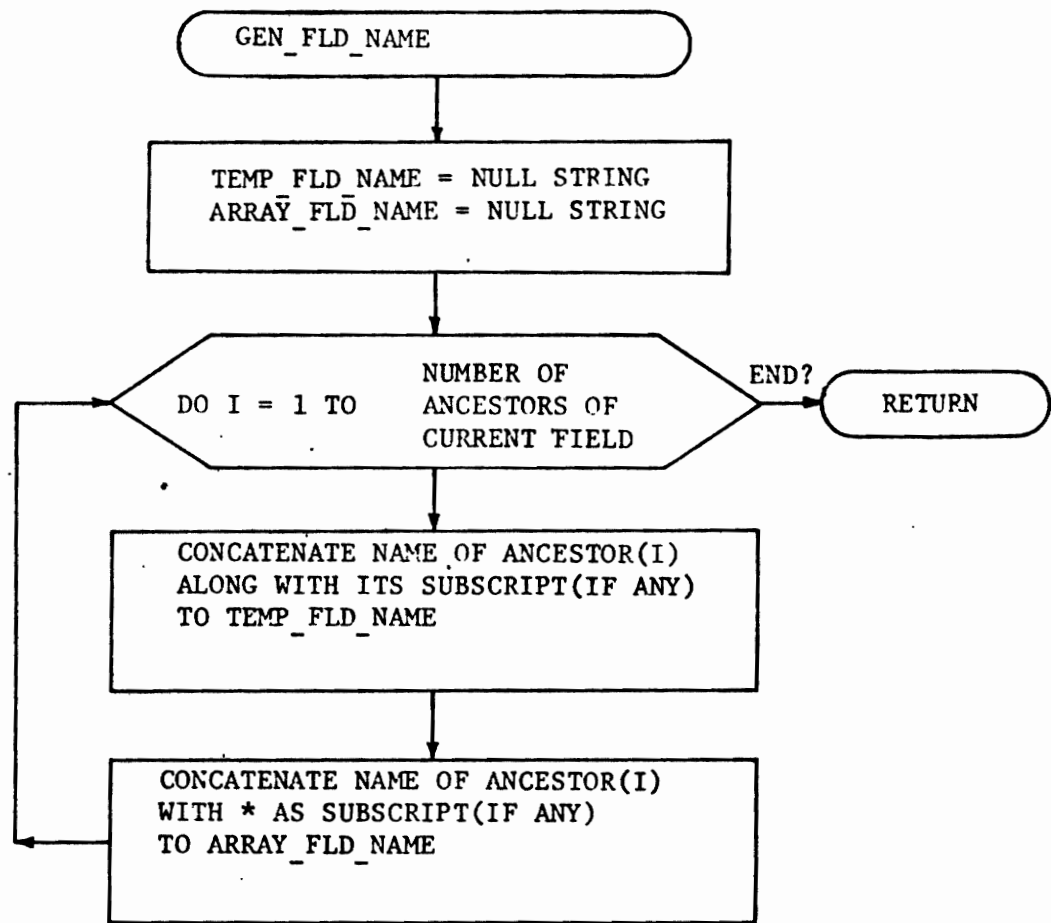 GEN_FLD_NAME
TEMP_FLD_NAME = NULL STRING
ARRAY_FLD_NAME = NULL STRING
DO I = 1 TO
NUMBER OF
ANCESTORS OF
CURRENT FIELD
END?
RETURN
CONCATENATE NAME OF ANCESTOR(I)
ALONG WITH ITS SUBSCRIPT(IF ANY)
TO TEMP_FLD_NAME
CONCATENATE NAME OF ANCESTOR(I)
WITH * AS SUBSCRIPT(IF ANY)
TO ARRAY_FLD_NAME